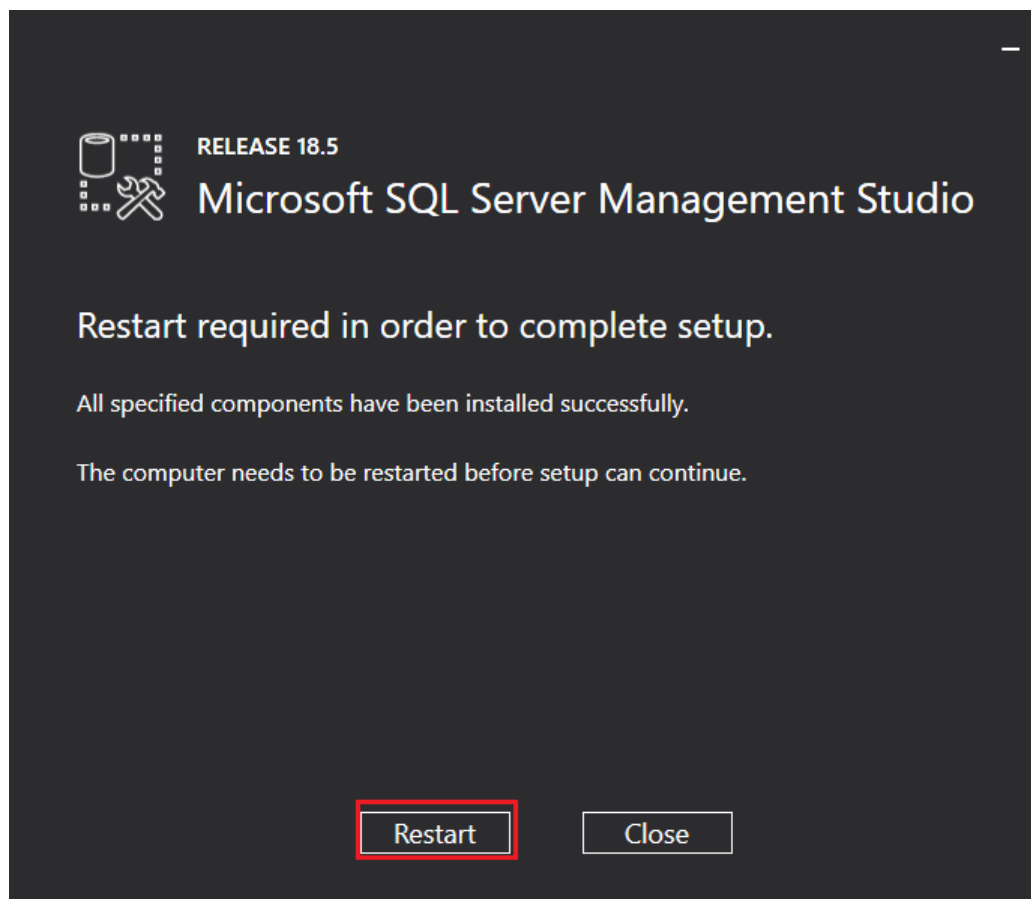 RELEASE 18.5
Microsoft SQL Server Management Studio
Restart required in order to complete setup.
All specified components have been installed successfully.
The computer needs to be restarted before setup can continue.
Restart
Close